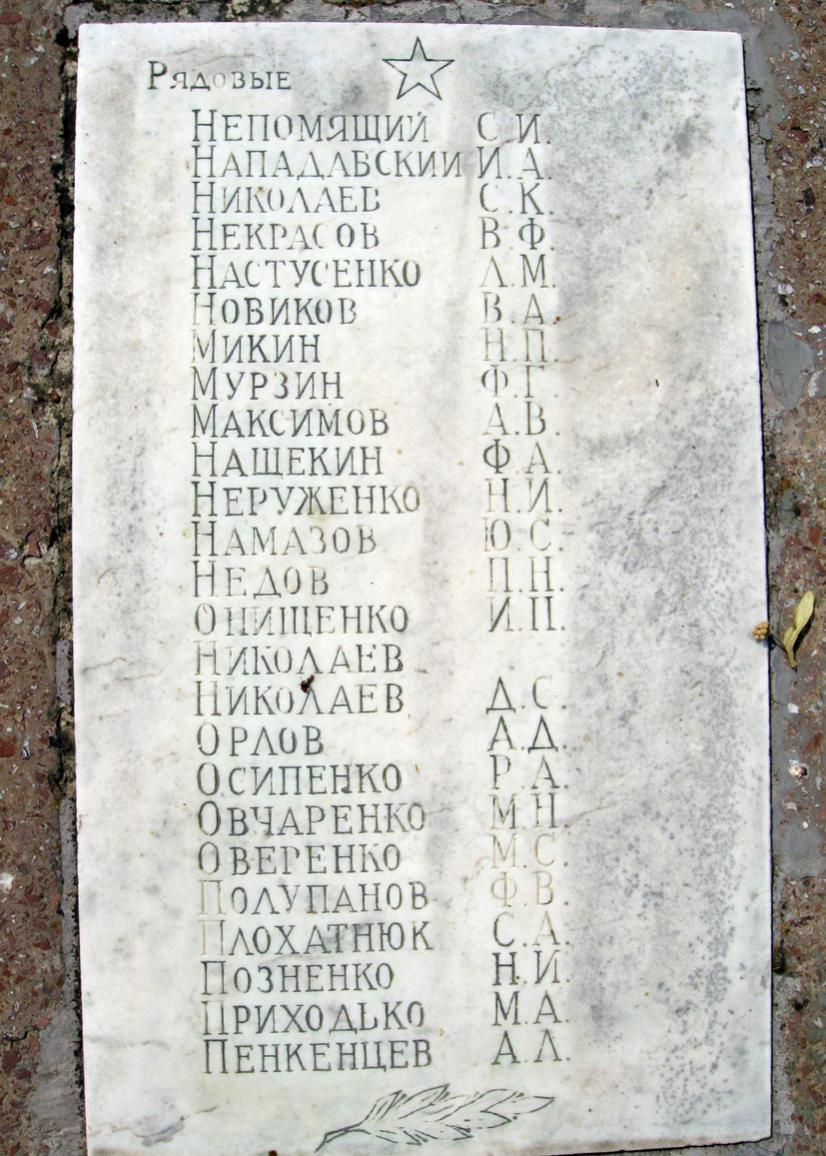 Рядовые
Непомящий С.И.
Нападабский И.А.
Николаев С.К.
Некрасов В.Ф.
Настусенко Л.М.
Новиков В.А.
Микин Н.П.
Мурзин Ф.Г.
Максимов А.В.
Нащекин Ф.А.
Неруженко Н.И.
Намазов Ю.С.
Недов П.Н.
Онищенко И.П.
Николаев
Николаев Д.С.
Орлов А.Д.
Осипенко Р.А.
Овчаренко М.Н.
Оверенко М.С.
Полупанов Ф.В.
Плохатнюк С.А.
Позненко Н.И.
Приходько М.А.
Пенкенцев А.Л.